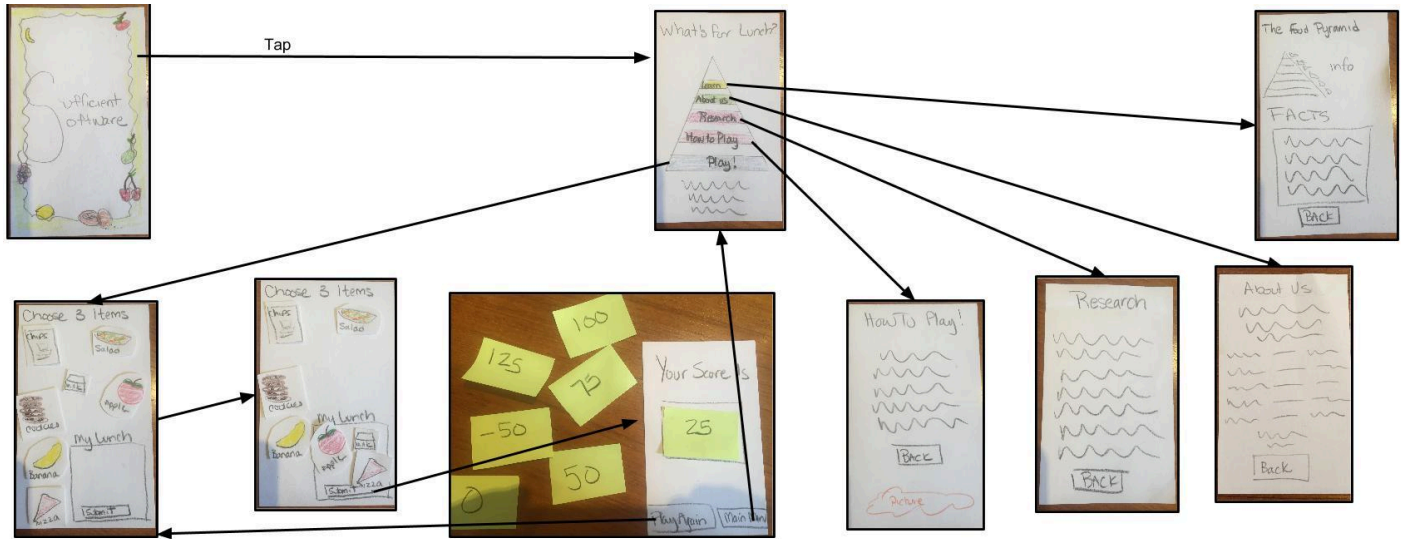 Sufficient
Software
Tap
What's For Lunch?
Learn
About us
Research
How to Play
Play!
The Food Pyramid
info
FACTS
BACK
Choose 3 Items
Chips
Salad
Milk
Apple
Cookies
My Lunch
Banana
Pizza
Submit
Choose 3 Items
Salad
Cookies
My Lunch
Banana
Apple
Milk
Pizza
Submit
100
125
75
-50
50
0
Your Score Is
25
Play Again
Main Menu
How To Play!
BACK
Picture
Research
BACK
About Us
Back